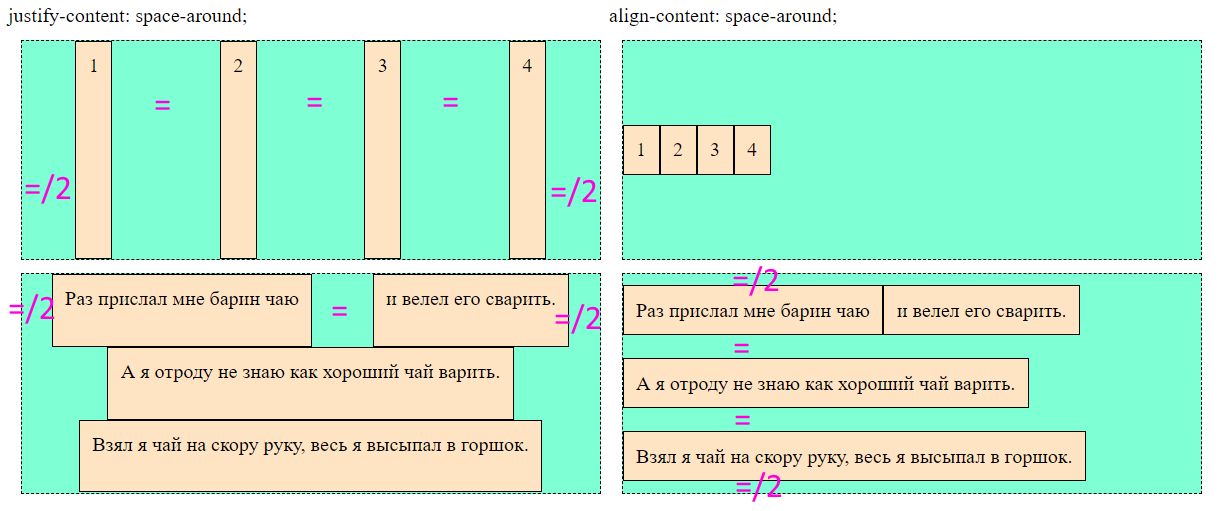 justify-content: space-around;
1 2 3 4
= = =
=/2 =/2
Раз прислал мне барин чаю = и велел его сварить.
=/2 =/2
А я отроду не знаю как хороший чай варить.
Взял я чай на скору руку, весь я высыпал в горшок.
align-content: space-around;
1 2 3 4
=/2
Раз прислал мне барин чаю и велел его сварить.
=
А я отроду не знаю как хороший чай варить.
=
Взял я чай на скору руку, весь я высыпал в горшок.
=/2